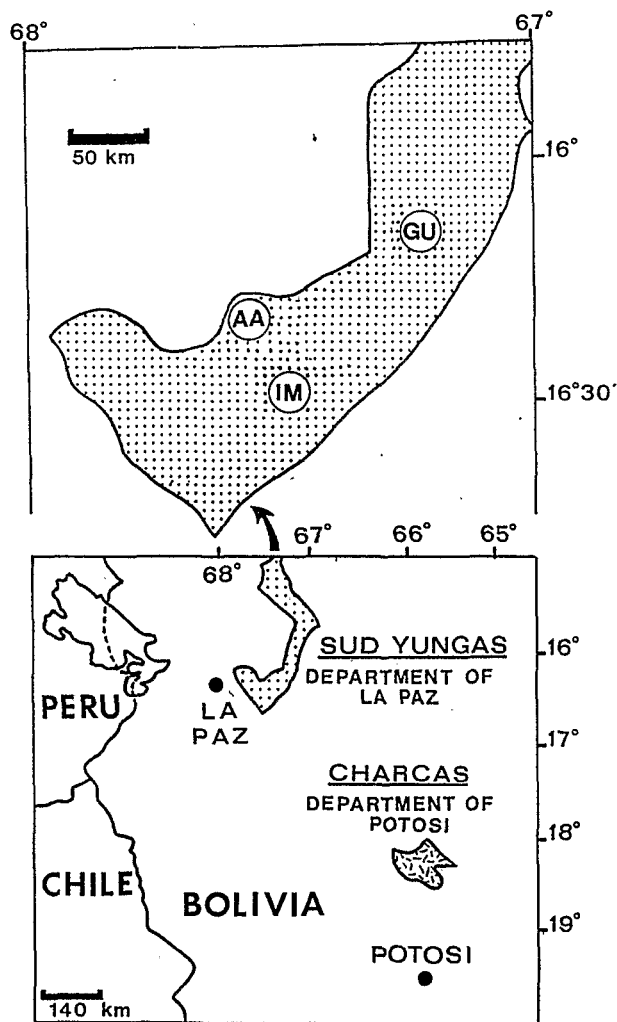 68°
67°
50 km
16°
GU
AA
IM
16°30'
68°
67°
66°
65°
SUD YUNGAS
DEPARTMENT OF
LA PAZ
16°
PERU
LA
PAZ
17°
CHARCAS
DEPARTMENT OF
POTOSI
18°
CHILE
BOLIVIA
19°
POTOSI
140 km